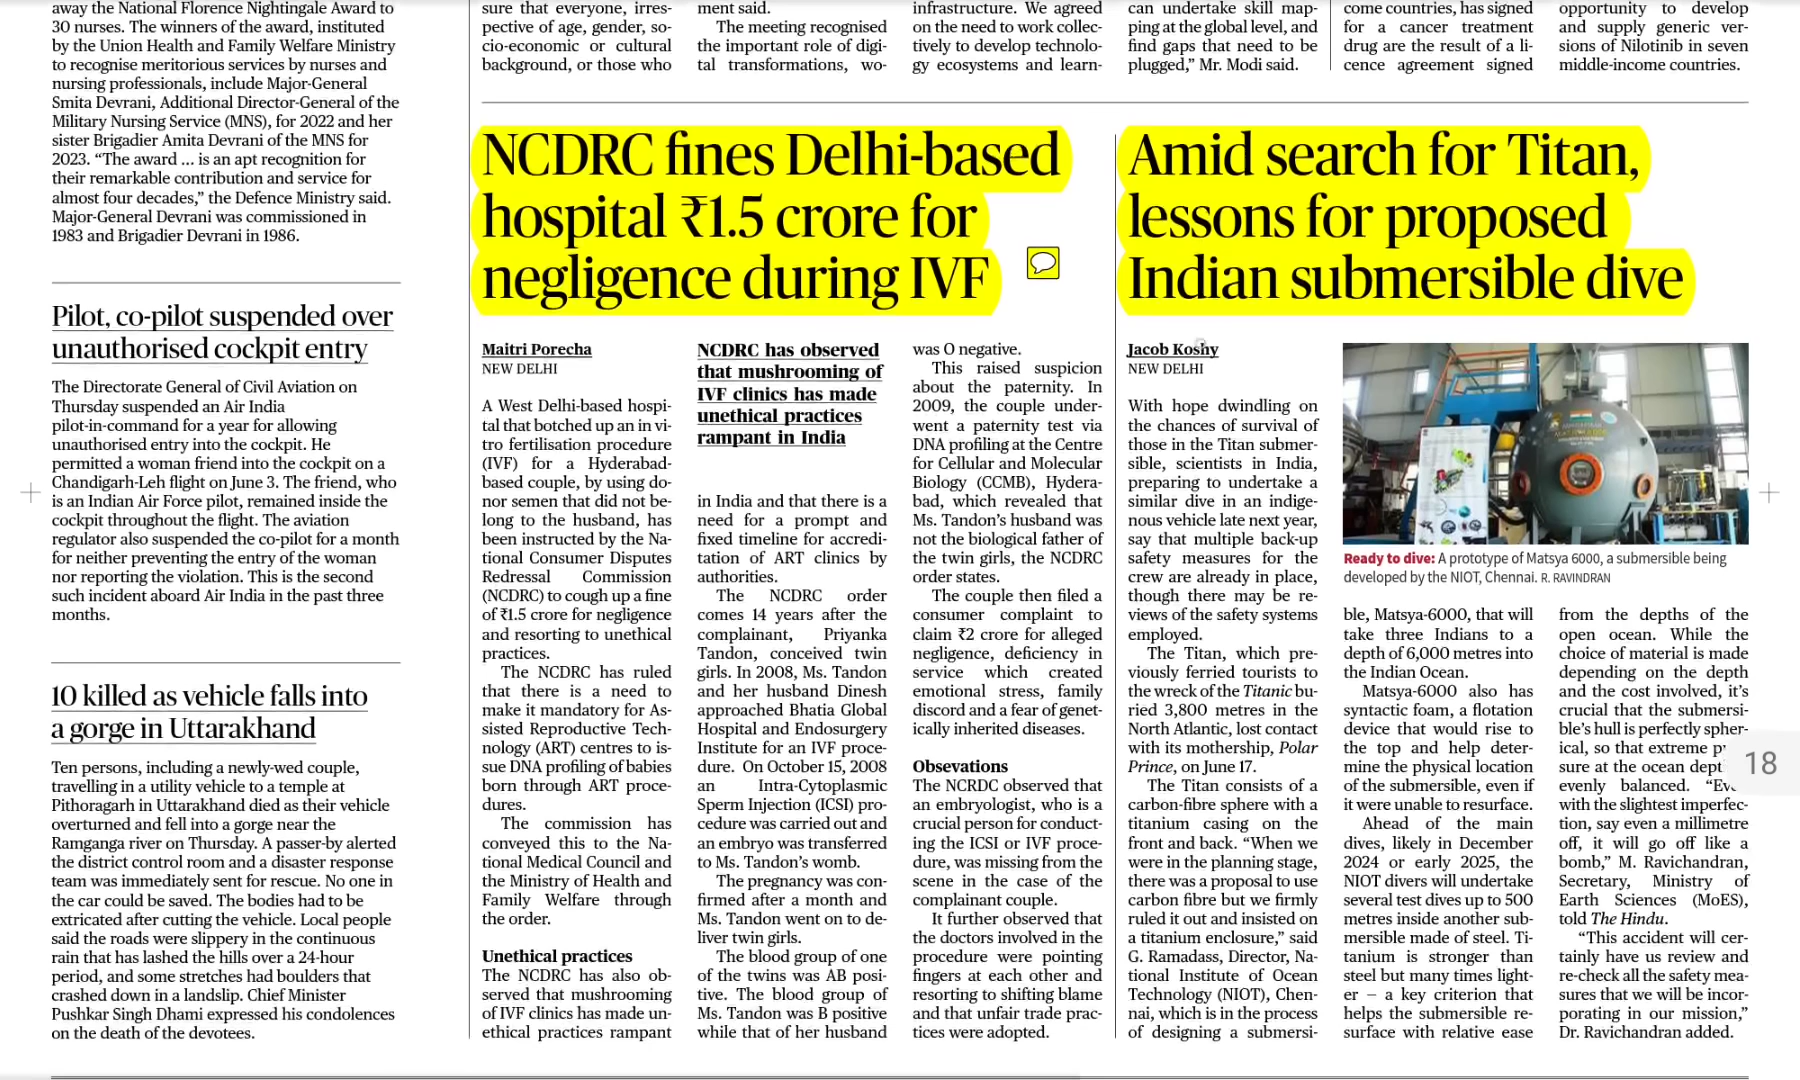 away the National Florence Nightingale Award to
30 nurses. The winners of the award, instituted
by the Union Health and Family Welfare Ministry
to recognise meritorious services by nurses and
nursing professionals, include Major-General
Smita Devrani, Additional Director-General of the
Military Nursing Service (MNS), for 2022 and her
sister Brigadier Amita Devrani of the MNS for
2023. “The award ... is an apt recognition for
their remarkable contribution and service for
almost four decades,” the Defence Ministry said.
Major-General Devrani was commissioned in
1983 and Brigadier Devrani in 1986.
Pilot, co-pilot suspended over
unauthorised cockpit entry
The Directorate General of Civil Aviation on
Thursday suspended an Air India
pilot-in-command for a year for allowing
unauthorised entry into the cockpit. He
permitted a woman friend into the cockpit on a
Chandigarh-Leh flight on June 3. The friend, who
is an Indian Air Force pilot, remained inside the
cockpit throughout the flight. The aviation
regulator also suspended the co-pilot for a month
for neither preventing the entry of the woman
nor reporting the violation. This is the second
such incident aboard Air India in the past three
months.
10 killed as vehicle falls into
a gorge in Uttarakhand
Ten persons, including a newly-wed couple,
travelling in a utility vehicle to a temple at
Pithoragarh in Uttarakhand died as their vehicle
overturned and fell into a gorge near the
Ramganga river on Thursday. A passer-by alerted
the district control room and a disaster response
team was immediately sent for rescue. No one in
the car could be saved. The bodies had to be
extricated after cutting the vehicle. Local people
said the roads were slippery in the continuous
rain that has lashed the hills over a 24-hour
period, and some stretches had boulders that
crashed down in a landslip. Chief Minister
Pushkar Singh Dhami expressed his condolences
on the death of the devotees.
sure that everyone, irres-
pective of age, gender, so-
cio-economic or cultural
background, or those who
ment said.
The meeting recognised
the important role of digi-
tal transformations, wo-
infrastructure. We agreed
on the need to work collec-
tively to develop technolo-
gy ecosystems and learn-
can undertake skill map-
ping at the global level, and
find gaps that need to be
plugged,” Mr. Modi said.
come countries, has signed
for a cancer treatment
drug are the result of a li-
cence agreement signed
opportunity to develop
and supply generic ver-
sions of Nilotinib in seven
middle-income countries.
NCDRC fines Delhi-based
hospital ₹1.5 crore for
negligence during IVF
Maitri Porecha
NEW DELHI
A West Delhi-based hospi-
tal that botched up an in vi-
tro fertilisation procedure
(IVF) for a Hyderabad-
based couple, by using do-
nor semen that did not be-
long to the husband, has
been instructed by the Na-
tional Consumer Disputes
Redressal Commission
(NCDRC) to cough up a fine
of ₹1.5 crore for negligence
and resorting to unethical
practices.
The NCDRC has ruled
that there is a need to
make it mandatory for As-
sisted Reproductive Tech-
nology (ART) centres to is-
sue DNA profiling of babies
born through ART proce-
dures.
The commission has
conveyed this to the Na-
tional Medical Council and
the Ministry of Health and
Family Welfare through
the order.
Unethical practices
The NCDRC has also ob-
served that mushrooming
of IVF clinics has made un-
ethical practices rampant
NCDRC has observed
that mushrooming of
IVF clinics has made
unethical practices
rampant in India
in India and that there is a
need for a prompt and
fixed timeline for accredi-
tation of ART clinics by
authorities.
The NCDRC order
comes 14 years after the
complainant, Priyanka
Tandon, conceived twin
girls. In 2008, Ms. Tandon
and her husband Dinesh
approached Bhatia Global
Hospital and Endosurgery
Institute for an IVF proce-
dure. On October 15, 2008
an Intra-Cytoplasmic
Sperm Injection (ICSI) pro-
cedure was carried out and
an embryo was transferred
to Ms. Tandon’s womb.
The pregnancy was con-
firmed after a month and
Ms. Tandon went on to de-
liver twin girls.
The blood group of one
of the twins was AB posi-
tive. The blood group of
Ms. Tandon was B positive
while that of her husband
was O negative.
This raised suspicion
about the paternity. In
2009, the couple under-
went a paternity test via
DNA profiling at the Centre
for Cellular and Molecular
Biology (CCMB), Hydera-
bad, which revealed that
Ms. Tandon’s husband was
not the biological father of
the twin girls, the NCDRC
order states.
The couple then filed a
consumer complaint to
claim ₹2 crore for alleged
negligence, deficiency in
service which created
emotional stress, family
discord and a fear of genet-
ically inherited diseases.
Obsevations
The NCRDC observed that
an embryologist, who is a
crucial person for conduct-
ing the ICSI or IVF proce-
dure, was missing from the
scene in the case of the
complainant couple.
It further observed that
the doctors involved in the
procedure were pointing
fingers at each other and
resorting to shifting blame
and that unfair trade prac-
tices were adopted.
Amid search for Titan,
lessons for proposed
Indian submersible dive
Jacob Koshy
NEW DELHI
With hope dwindling on
the chances of survival of
those in the Titan submer-
sible, scientists in India,
preparing to undertake a
similar dive in an indige-
nous vehicle late next year,
say that multiple back-up
safety measures for the
crew are already in place,
though there may be re-
views of the safety systems
employed.
The Titan, which pre-
viously ferried tourists to
the wreck of the Titanic bu-
ried 3,800 metres in the
North Atlantic, lost contact
with its mothership, Polar
Prince, on June 17.
The Titan consists of a
carbon-fibre sphere with a
titanium casing on the
front and back. “When we
were in the planning stage,
there was a proposal to use
carbon fibre but we firmly
ruled it out and insisted on
a titanium enclosure,” said
G. Ramadass, Director, Na-
tional Institute of Ocean
Technology (NIOT), Chen-
nai, which is in the process
of designing a submersi-
Ready to dive: A prototype of Matsya 6000, a submersible being
developed by the NIOT, Chennai. R. RAVINDRAN
ble, Matsya-6000, that will
take three Indians to a
depth of 6,000 metres into
the Indian Ocean.
Matsya-6000 also has
syntactic foam, a flotation
device that would rise to
the top and help deter-
mine the physical location
of the submersible, even if
it were unable to resurface.
Ahead of the main
dives, likely in December
2024 or early 2025, the
NIOT divers will undertake
several test dives up to 500
metres inside another sub-
mersible made of steel. Ti-
tanium is stronger than
steel but many times light-
er – a key criterion that
helps the submersible re-
surface with relative ease
from the depths of the
open ocean. While the
choice of material is made
depending on the depth
and the cost involved, it’s
crucial that the submersi-
ble’s hull is perfectly spher-
ical, so that extreme
sure at the ocean
evenly balanced.
with the slightest imperfec-
tion, say even a millimetre
off, it will go off like a
bomb,” M. Ravichandran,
Secretary, Ministry of
Earth Sciences (MoES),
told The Hindu.
“This accident will cer-
tainly have us review and
re-check all the safety mea-
sures that we will be incor-
porating in our mission,”
Dr. Ravichandran added.
18